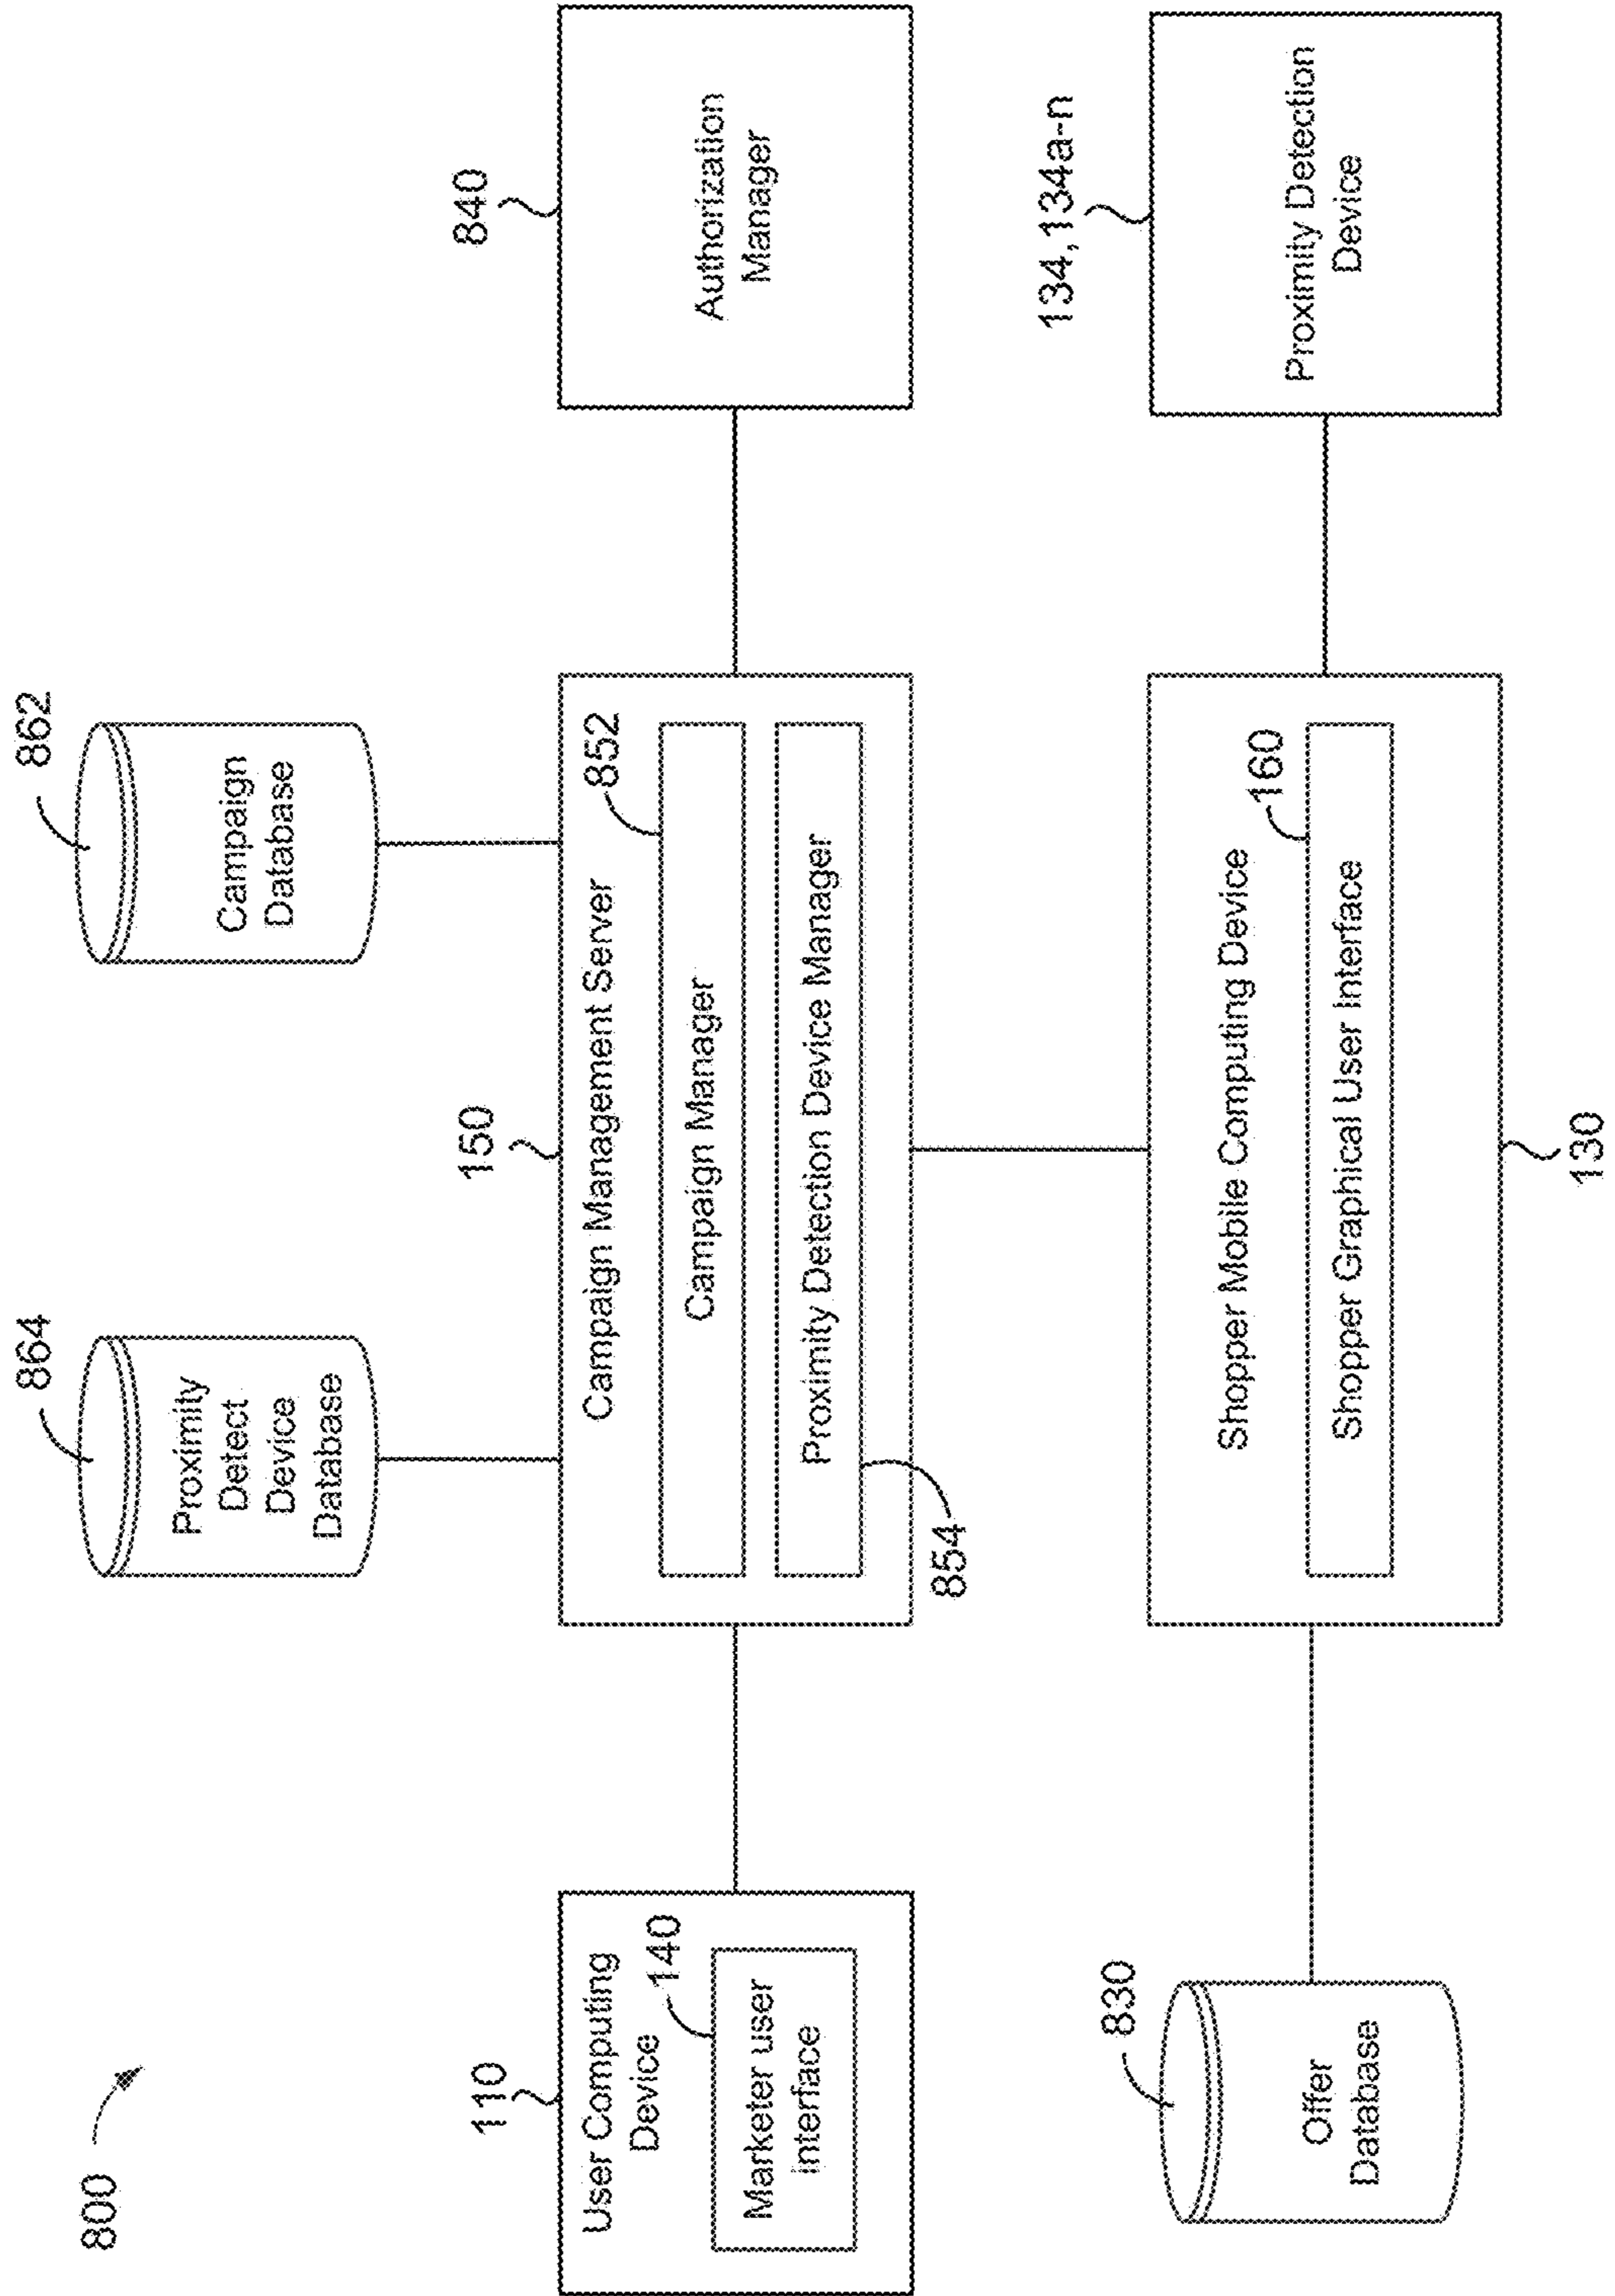 800
864
862
Proximity
Detect
Device
Database
Campaign
Database
110
150
840
User Computing
Device
140
Marketer user
interface
Campaign Management Server
852
Campaign Manager
Proximity Detection Device Manager
854
Authorization
Manager
830
Offer
Database
Shopper Mobile Computing Device
160
Shopper Graphical User Interface
130
134,134a-n
Proximity Detection
Device